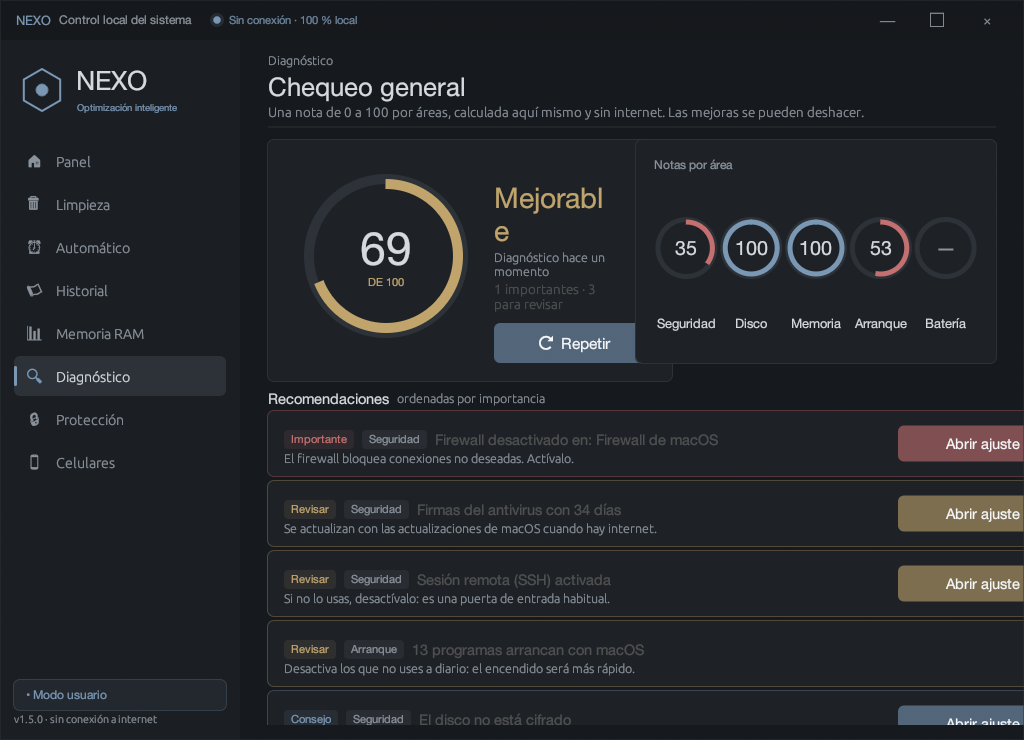 NEXO Control local del sistema Sin conexión · 100 % local
NEXO
Optimización inteligente
Panel
Limpieza
Automático
Historial
Memoria RAM
Diagnóstico
Protección
Celulares
• Modo usuario
v1.5.0 · sin conexión a internet
Diagnóstico
Chequeo general
Una nota de 0 a 100 por áreas, calculada aquí mismo y sin internet. Las mejoras se pueden deshacer.
69
DE 100
Mejorabl
e
Diagnóstico hace un
momento
1 importantes · 3
para revisar
Repetir
Notas por área
35 100 100 53 —
Seguridad Disco Memoria Arranque Batería
Recomendaciones ordenadas por importancia
Importante Seguridad Firewall desactivado en: Firewall de macOS
El firewall bloquea conexiones no deseadas. Actívalo.
Abrir ajuste
Revisar Seguridad Firmas del antivirus con 34 días
Se actualizan con las actualizaciones de macOS cuando hay internet.
Abrir ajuste
Revisar Seguridad Sesión remota (SSH) activada
Si no lo usas, desactívalo: es una puerta de entrada habitual.
Abrir ajuste
Revisar Arranque 13 programas arrancan con macOS
Desactiva los que no uses a diario: el encendido será más rápido.
Consejo Seguridad El disco no está cifrado
Abrir ajuste